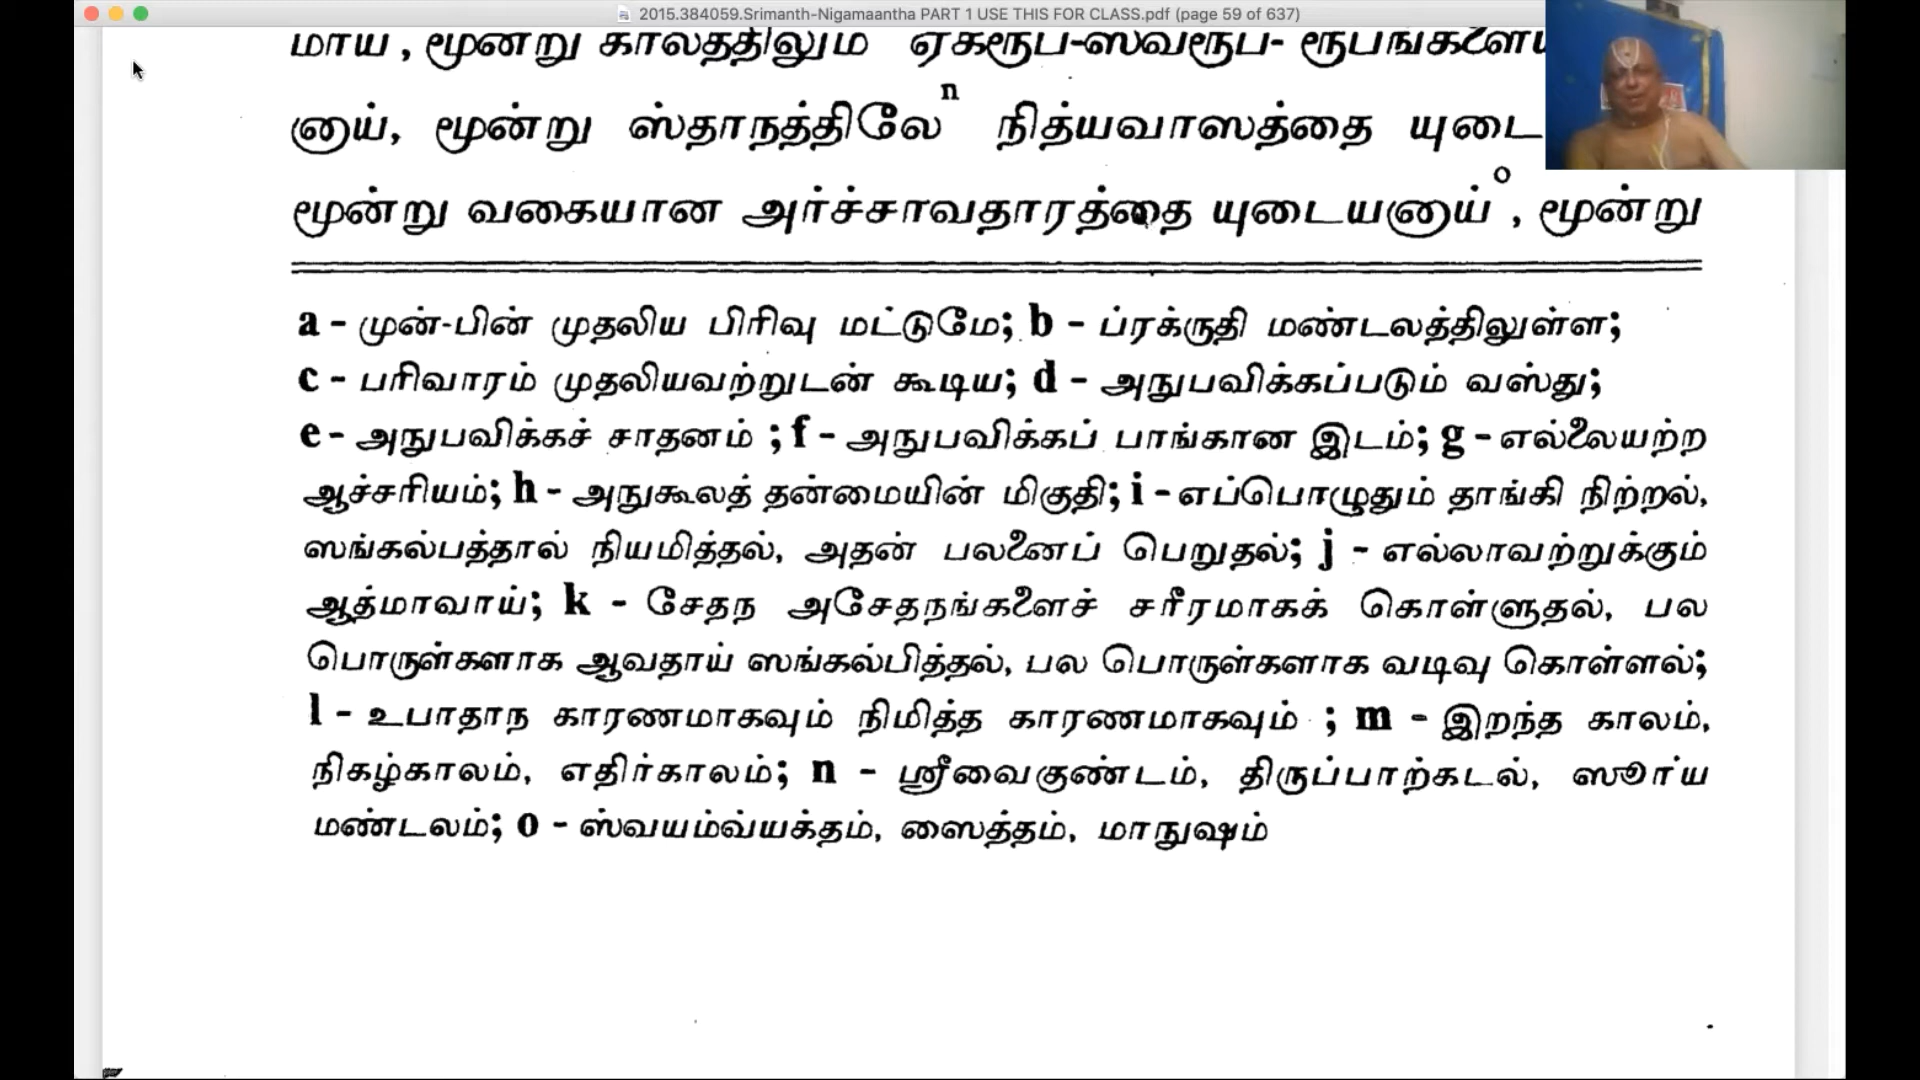 2015.384059.Srimanth-Nigamaantha PART 1 USE THIS FOR CLASS.pdf (page 59 of 637)
மாய, மூன்று காலத்திலும் ஏகரூப-ஸ்வரூப- ரூபங்களை
னாய், மூன்று ஸ்தாநத்திலே n நித்யவாஸத்தை யுடை
மூன்று வகையான அர்ச்சாவதாரத்தை யுடையனாய் o, மூன்று
a - முன்-பின் முதலிய பிரிவு மட்டுமே; b - ப்ரக்ருதி மண்டலத்திலுள்ள;
c - பரிவாரம் முதலியவற்றுடன் கூடிய; d - அநுபவிக்கப்படும் வஸ்து;
e - அநுபவிக்கச் சாதனம் ; f - அநுபவிக்கப் பாங்கான இடம்; g - எல்லையற்ற
ஆச்சரியம்; h - அநுகூலத் தன்மையின் மிகுதி; i - எப்பொழுதும் தாங்கி நிற்றல்,
ஸங்கல்பத்தால் நியமித்தல், அதன் பலனைப் பெறுதல்; j - எல்லாவற்றுக்கும்
ஆத்மாவாய்; k - சேதந அசேதநங்களைச் சரீரமாகக் கொள்ளுதல், பல
பொருள்களாக ஆவதாய் ஸங்கல்பித்தல், பல பொருள்களாக வடிவு கொள்ளல்;
l - உபாதாந காரணமாகவும் நிமித்த காரணமாகவும் ; m - இறந்த காலம்,
நிகழ்காலம், எதிர்காலம்; n - ஸ்ரீவைகுண்டம், திருப்பாற்கடல், ஸூர்ய
மண்டலம்; o - ஸ்வயம்வ்யக்தம், ஸைத்தம், மாநுஷம்